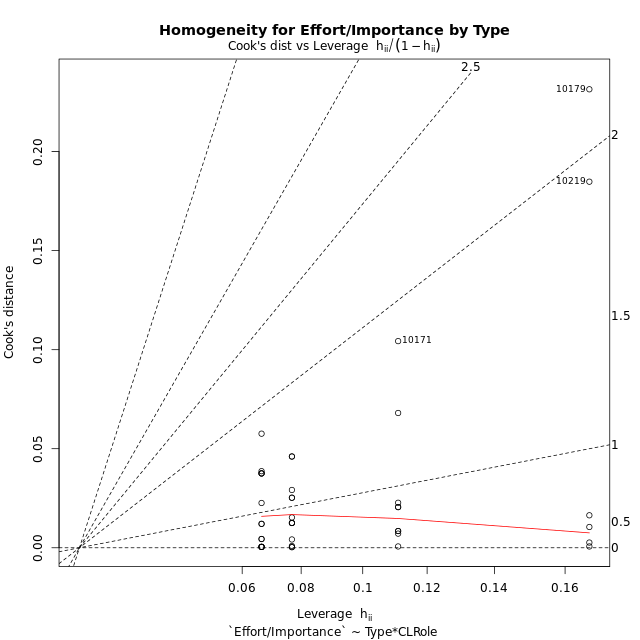 Homogeneity for Effort/Importance by Type
Cook's dist vs Leverage hii/(1−hii)
2.5
10179
2
10219
1.5
10171
1
0.5
0
0.20
0.15
0.10
0.05
0.00
Cook's distance
0.06 0.08 0.1 0.12 0.14 0.16
Leverage hii
`Effort/Importance` ~ Type*CLRole